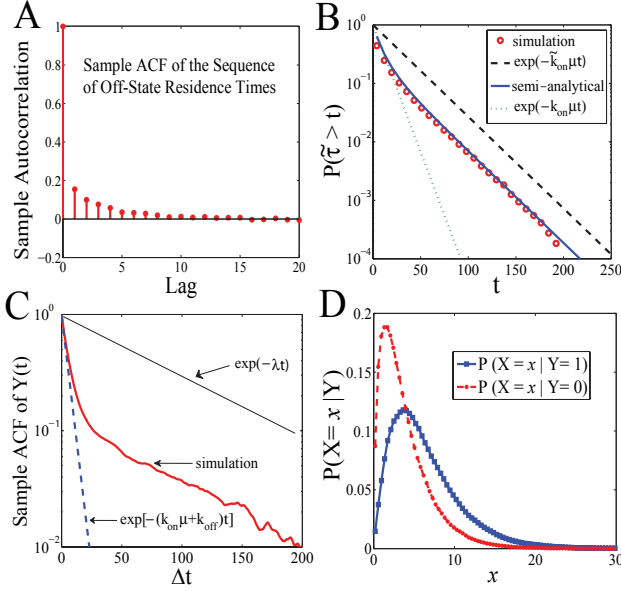 A
Sample ACF of the Sequence
of Off-State Residence Times
Sample Autocorrelation
1
0.8
0.6
0.4
0.2
0
-0.2
0 5 10 15 20
Lag
B
simulation
exp(-k̃onμt)
semi-analytical
exp(-konμt)
P(τ̃ > t)
10^0
10^-1
10^-2
10^-3
10^-4
0 50 100 150 200 250
t
C
exp(-λt)
simulation
exp[-(konμ+koff)t]
Sample ACF of Y(t)
10^0
10^-1
10^-2
0 50 100 150 200
Δt
D
P (X = x | Y= 1)
P (X = x | Y= 0)
P(X= x |Y)
0.2
0.15
0.1
0.05
0
0 10 20 30
x